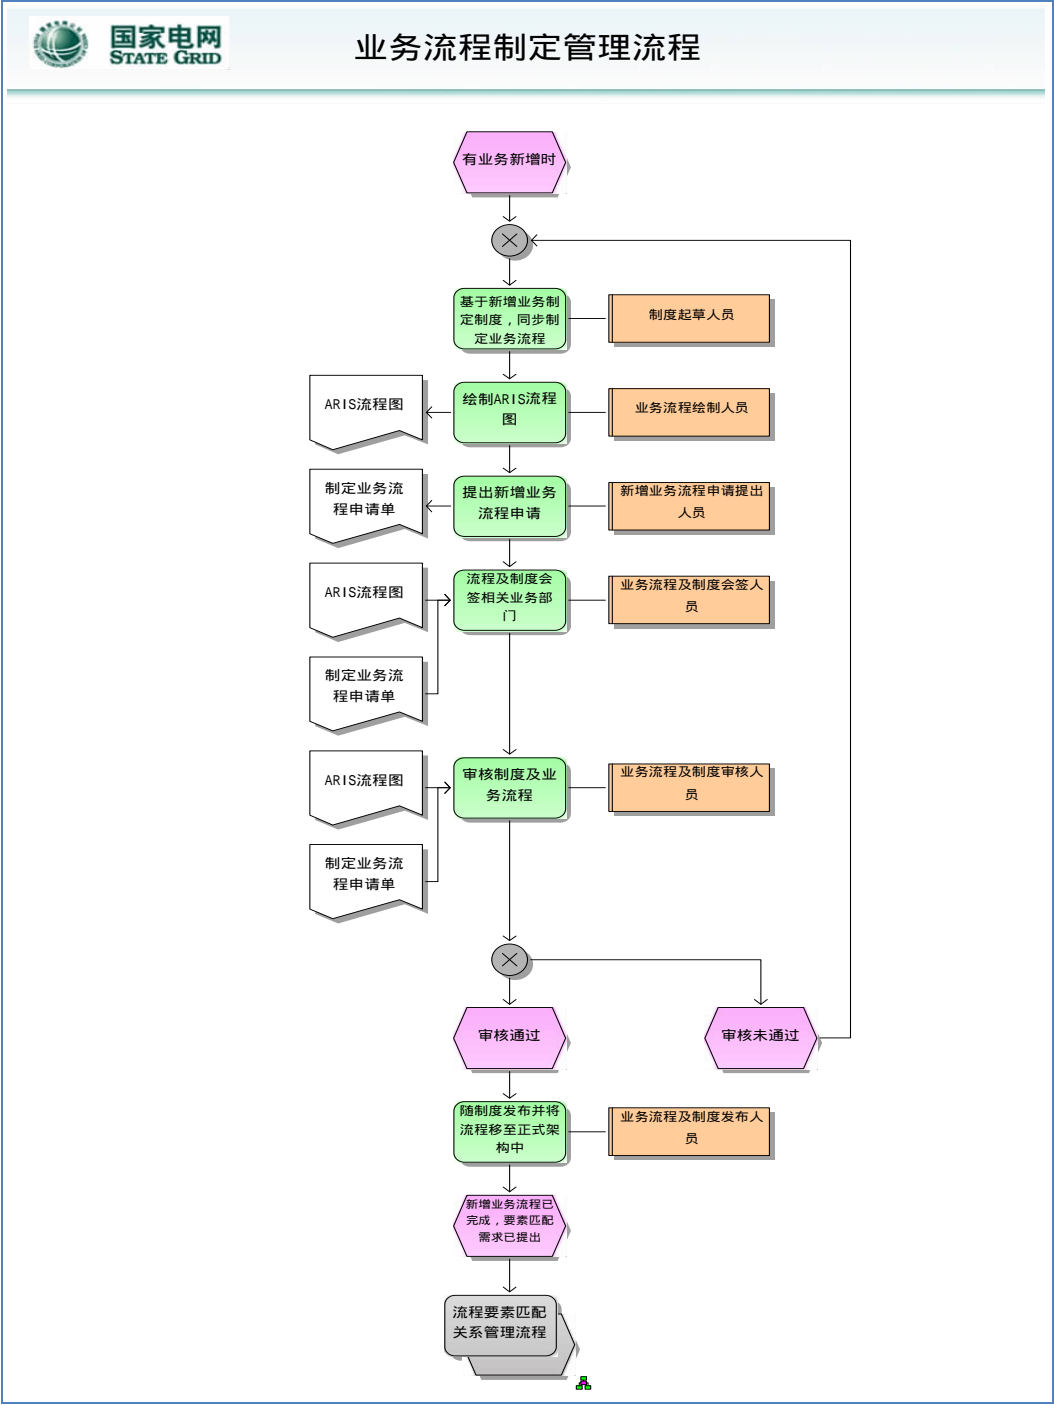 国家电网
STATE GRID
业务流程制定管理流程
有业务新增时
基于新增业务制
定制度，同步制
定业务流程
制度起草人员
ARIS流程图
绘制ARIS流程
图
业务流程绘制人员
制定业务流
程申请单
提出新增业务
流程申请
新增业务流程申请提出
人员
ARIS流程图
流程及制度会
签相关业务部
门
业务流程及制度会签人
员
制定业务流
程申请单
ARIS流程图
审核制度及业
务流程
业务流程及制度审核人
员
制定业务流
程申请单
审核通过
审核未通过
随制度发布并将
流程移至正式架
构中
业务流程及制度发布人
员
新增业务流程已
完成，要素匹配
需求已提出
流程要素匹配
关系管理流程